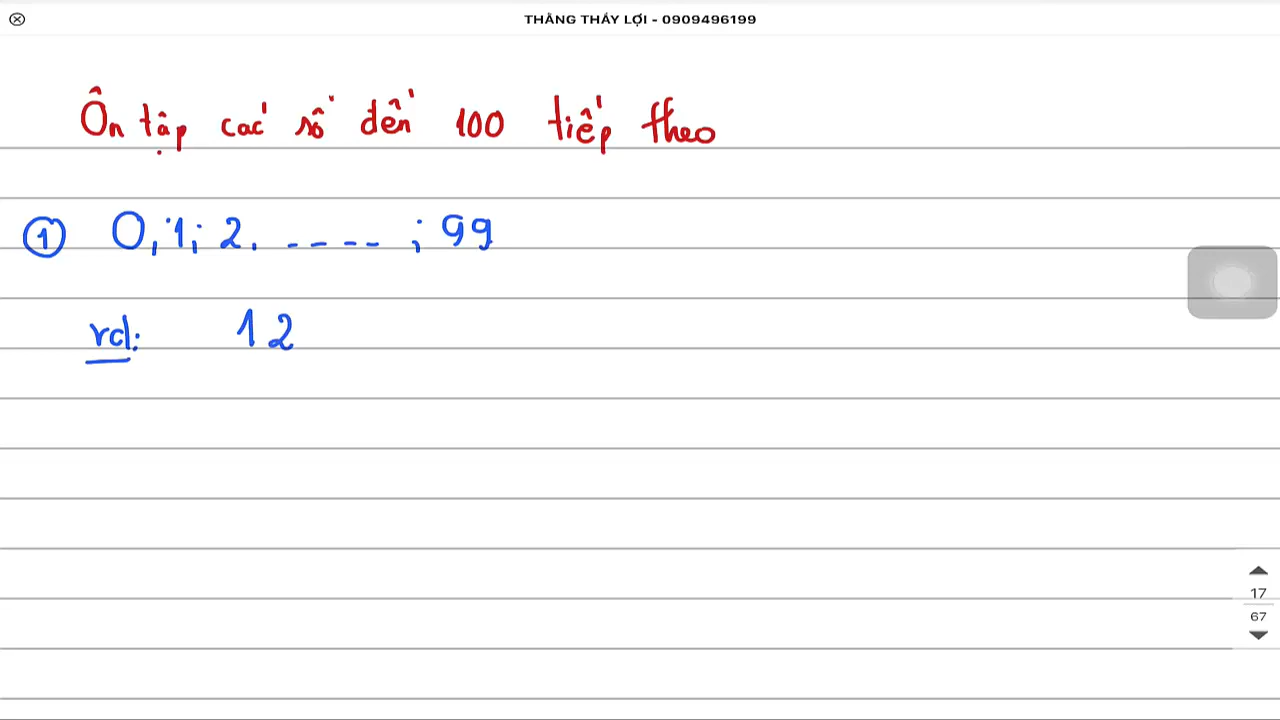 THẦNG THẦY LỢI - 0909496199
Ôn tập các số đến 100 tiếp theo
① 0, 1; 2. ---- ; 99
vd: 12
17
67